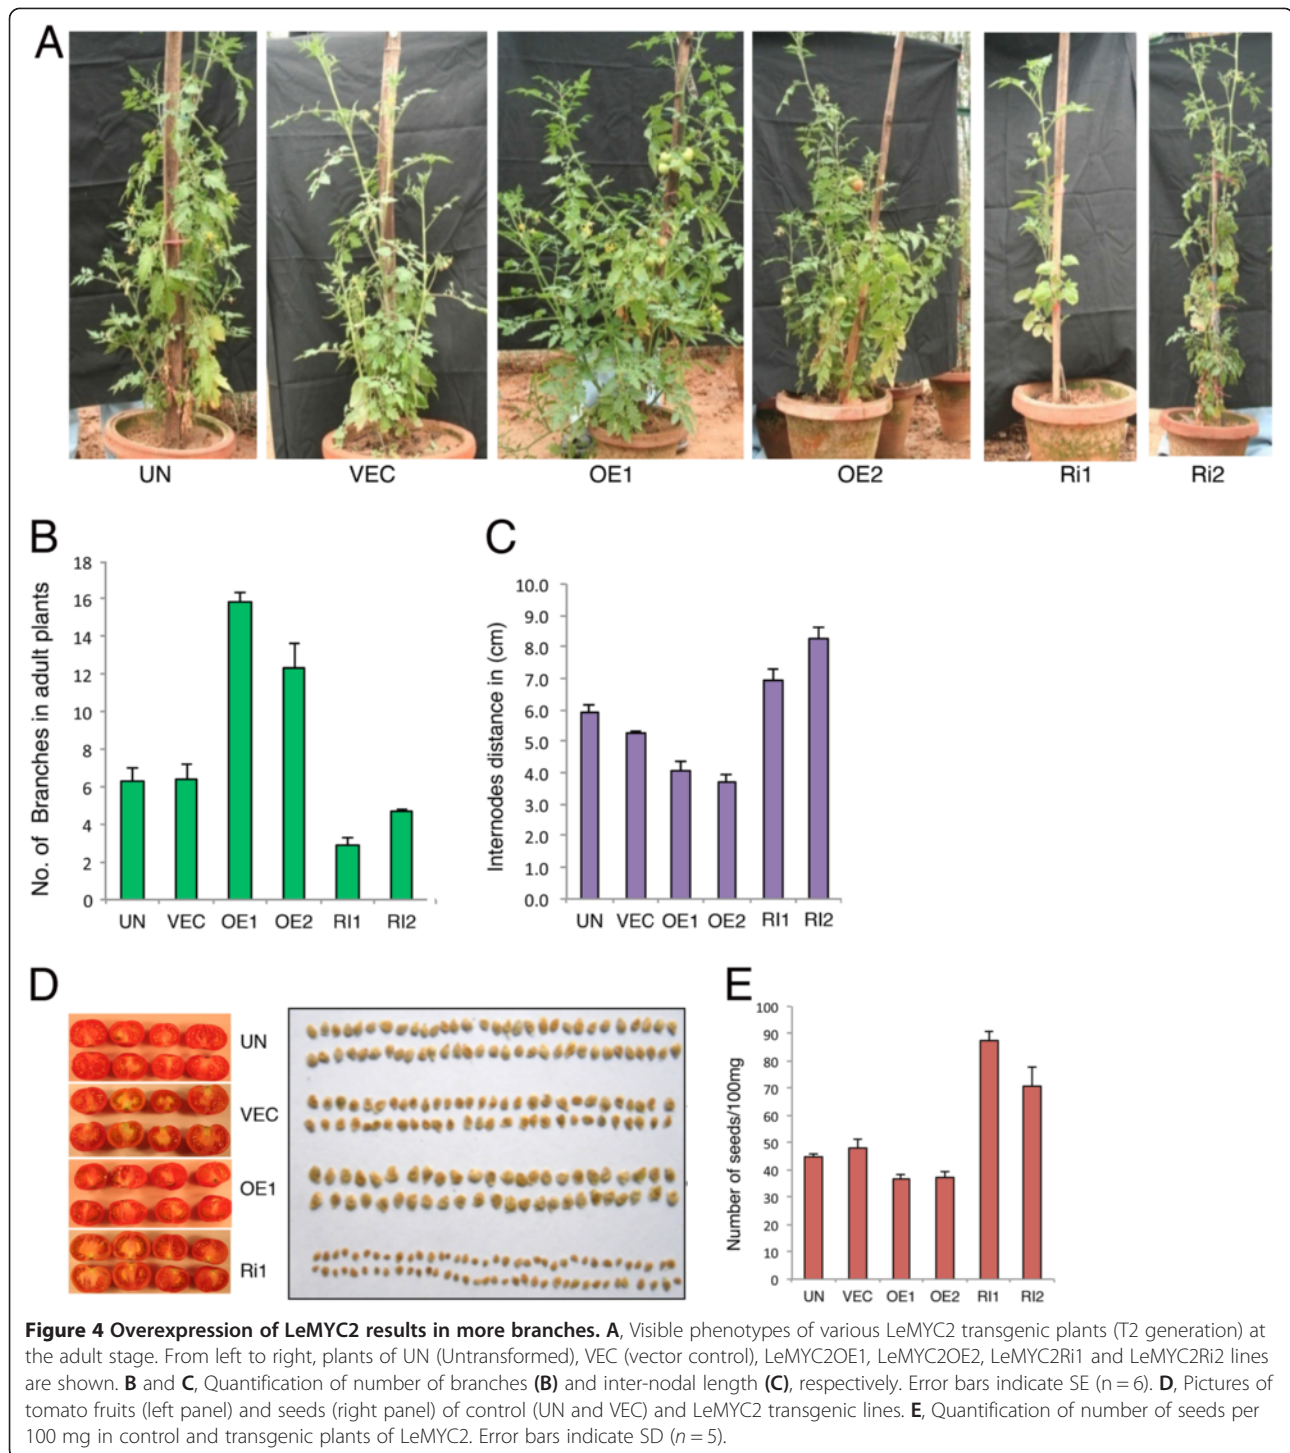 A
UN VEC OE1 OE2 Ri1 Ri2
B
No. of Branches in adult plants
18
16
14
12
10
8
6
4
2
0
UN VEC OE1 OE2 RI1 RI2
C
Internodes distance in (cm)
10.0
9.0
8.0
7.0
6.0
5.0
4.0
3.0
2.0
1.0
0.0
UN VEC OE1 OE2 RI1 RI2
D
UN
VEC
OE1
Ri1
E
Number of seeds/100mg
100
90
80
70
60
50
40
30
20
10
0
UN VEC OE1 OE2 RI1 RI2
Figure 4 Overexpression of LeMYC2 results in more branches. A, Visible phenotypes of various LeMYC2 transgenic plants (T2 generation) at
the adult stage. From left to right, plants of UN (Untransformed), VEC (vector control), LeMYC2OE1, LeMYC2OE2, LeMYC2Ri1 and LeMYC2Ri2 lines
are shown. B and C, Quantification of number of branches (B) and inter-nodal length (C), respectively. Error bars indicate SE (n = 6). D, Pictures of
tomato fruits (left panel) and seeds (right panel) of control (UN and VEC) and LeMYC2 transgenic lines. E, Quantification of number of seeds per
100 mg in control and transgenic plants of LeMYC2. Error bars indicate SD (n = 5).